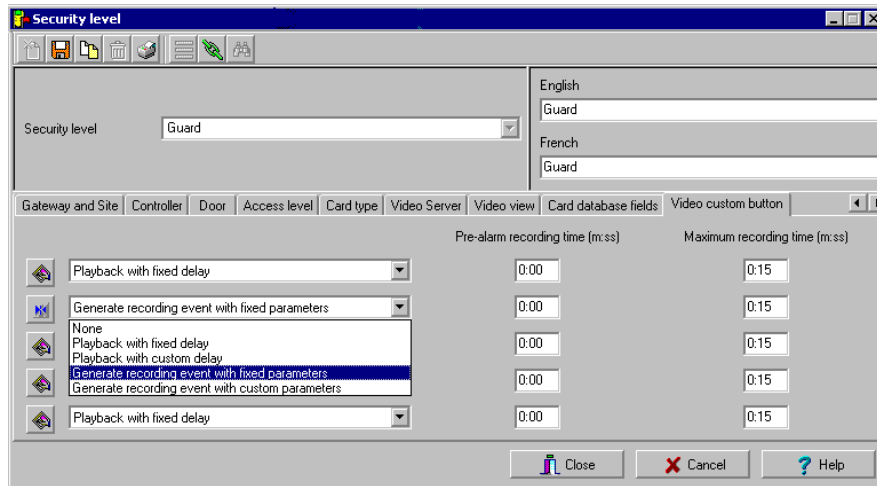 Security level
English
Guard
Security level Guard
French
Guard
Gateway and Site Controller Door Access level Card type Video Server Video view Card database fields Video custom button
Pre-alarm recording time (m:ss) Maximum recording time (m:ss)
Playback with fixed delay 0:00 0:15
Generate recording event with fixed parameters 0:00 0:15
None
Playback with fixed delay 0:00 0:15
Playback with custom delay
Generate recording event with fixed parameters 0:00 0:15
Generate recording event with custom parameters
Playback with fixed delay 0:00 0:15
Close Cancel Help